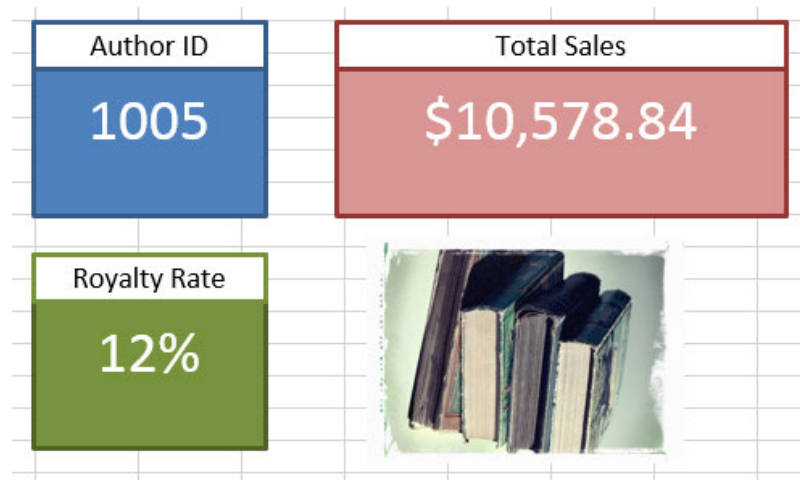 Author ID
1005
Total Sales
$10,578.84
Royalty Rate
12%